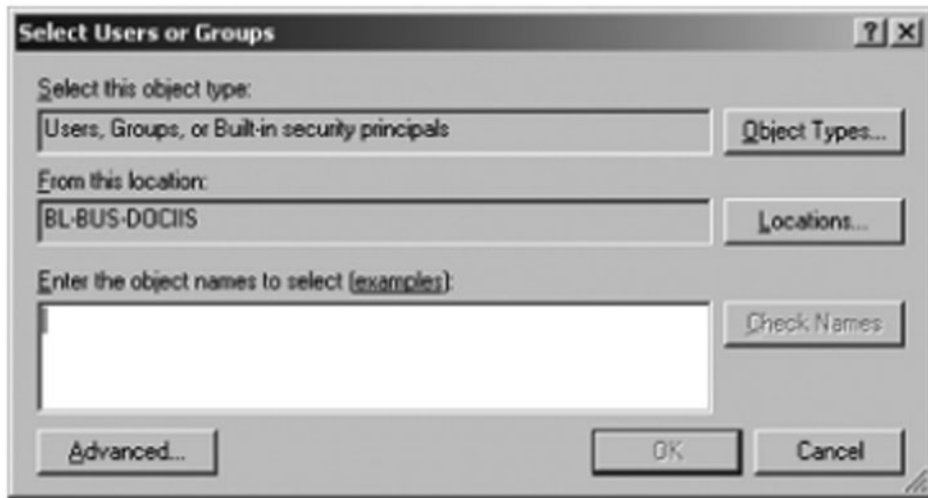 Select Users or Groups
Select this object type:
Users, Groups, or Built-in security principals
Object Types...
From this location:
BL-BUS-DOCIIS
Locations...
Enter the object names to select (examples):
Check Names
Advanced...
OK
Cancel